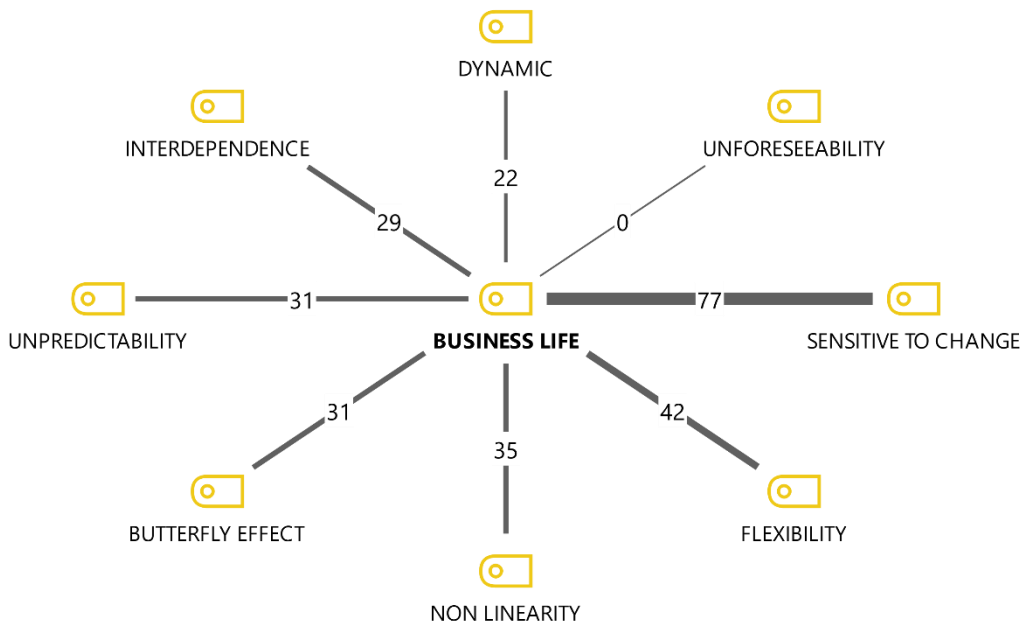 DYNAMIC
INTERDEPENDENCE
UNFORESEEABILITY
22
29
0
31
77
UNPREDICTABILITY
BUSINESS LIFE
SENSITIVE TO CHANGE
31
42
35
BUTTERFLY EFFECT
FLEXIBILITY
NON LINEARITY